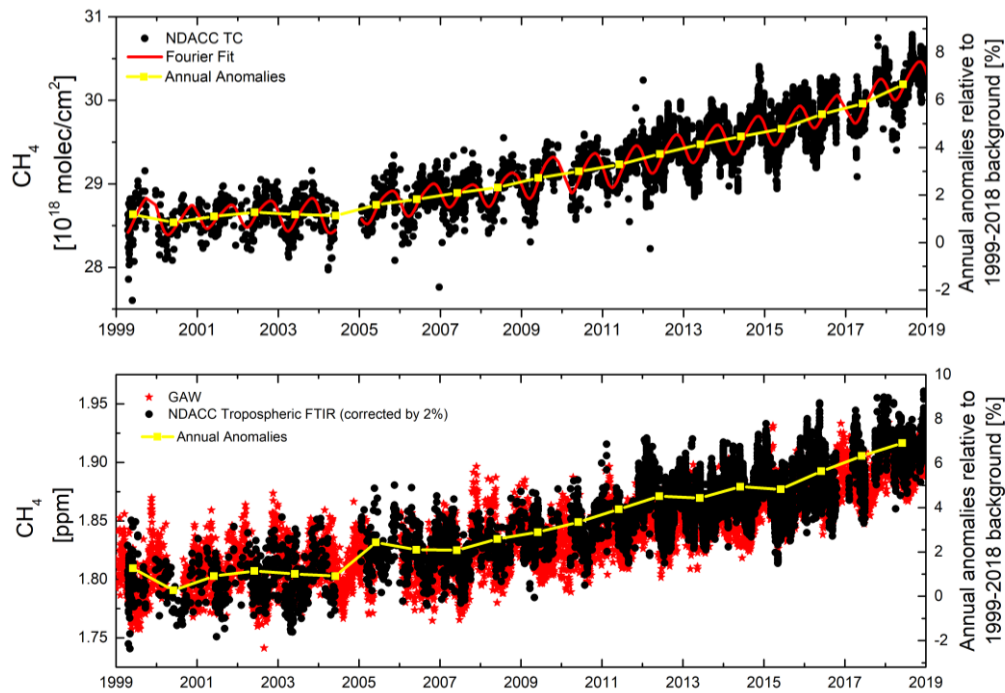 31
30
29
28
CH4
[10^18 molec/cm^2]
NDACC TC
Fourier Fit
Annual Anomalies
8
6
4
2
0
-2
Annual anomalies relative to
1999-2018 background [%]
1999 2001 2003 2005 2007 2009 2011 2013 2015 2017 2019
1.95
1.90
1.85
1.80
1.75
CH4
[ppm]
GAW
NDACC Tropospheric FTIR (corrected by 2%)
Annual Anomalies
10
8
6
4
2
0
-2
Annual anomalies relative to
1999-2018 background [%]
1999 2001 2003 2005 2007 2009 2011 2013 2015 2017 2019